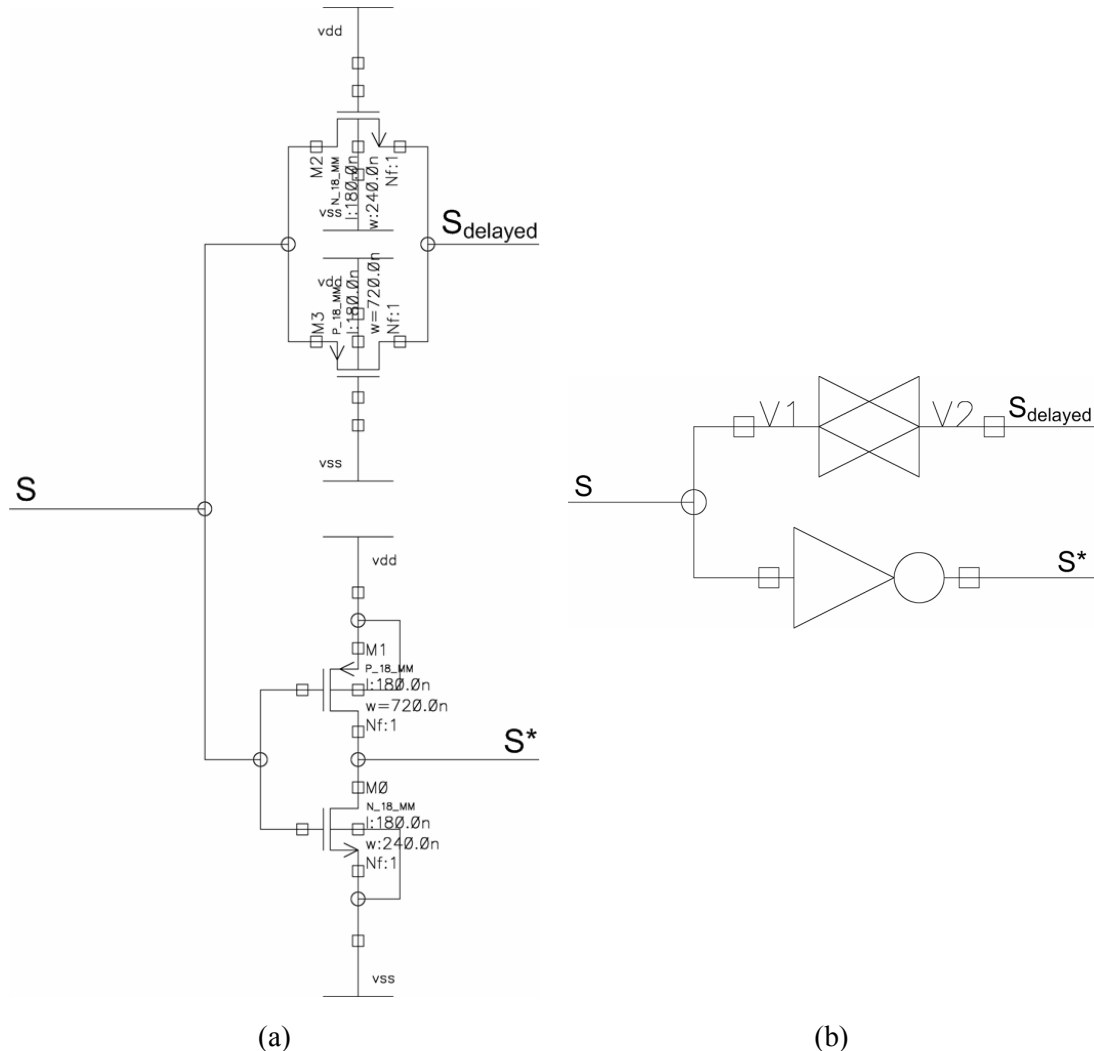 vdd
M2
N_18_MM
l:180.0n
w:240.0n
Nf:1
vss
S_delayed
vdd
M3
P_18_MM
l:180.0n
w=720.0n
Nf:1
vss
S
vdd
M1
P_18_MM
l:180.0n
w=720.0n
Nf:1
S*
M0
N_18_MM
l:180.0n
w:240.0n
Nf:1
vss
(a)
V1
V2
S_delayed
S
S*
(b)